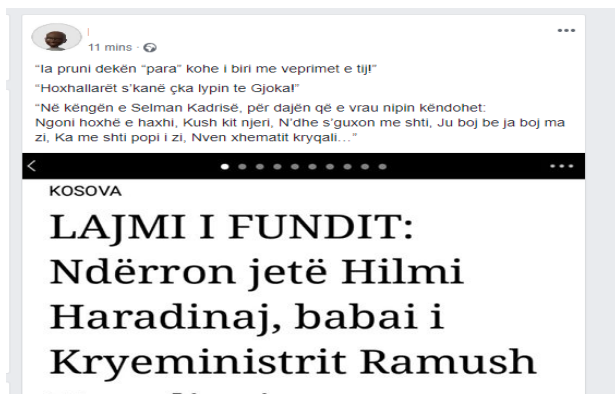 11 mins ·
“Ia pruni dekën “para” kohe i biri me veprimet e tij!”
“Hoxhallarët s’kanë çka lypin te Gjoka!”
“Në këngën e Selman Kadrisë, për dajën që e vrau nipin këndohet:
Ngoni hoxhë e haxhi, Kush kit njeri, N’dhe s’guxon me shti, Ju boj be ja boj ma
zi, Ka me shti popi i zi, Nven xhematit kryqali…”
KOSOVA
LAJMI I FUNDIT:
Ndërron jetë Hilmi
Haradinaj, babai i
Kryeministrit Ramush